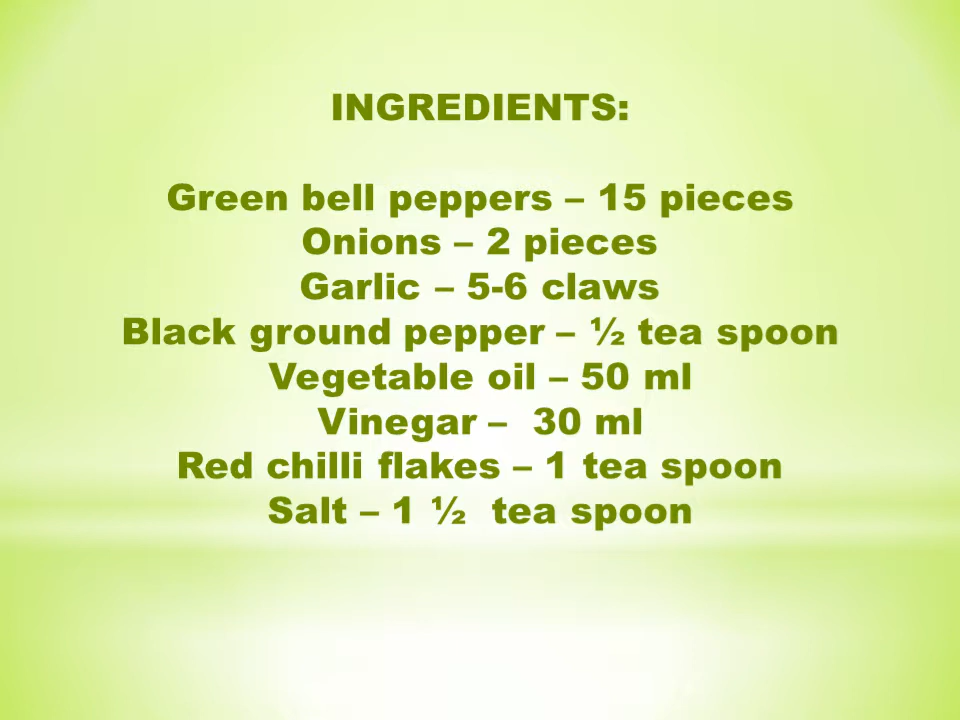 INGREDIENTS:
Green bell peppers – 15 pieces
Onions – 2 pieces
Garlic – 5-6 claws
Black ground pepper – ½ tea spoon
Vegetable oil – 50 ml
Vinegar –  30 ml
Red chilli flakes – 1 tea spoon
Salt – 1 ½  tea spoon